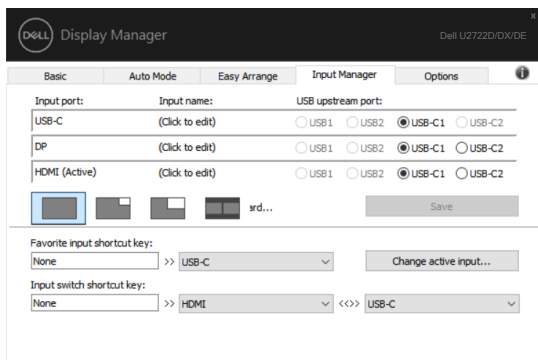 x
DELL Display Manager Dell U2722D/DX/DE
Basic Auto Mode Easy Arrange Input Manager Options i
Input port: Input name: USB upstream port:
USB-C (Click to edit) USB1 USB2 USB-C1 USB-C2
DP (Click to edit) USB1 USB2 USB-C1 USB-C2
HDMI (Active) (Click to edit) USB1 USB2 USB-C1 USB-C2
ard... Save
Favorite input shortcut key:
None >> USB-C Change active input...
Input switch shortcut key:
None >> HDMI <<>> USB-C